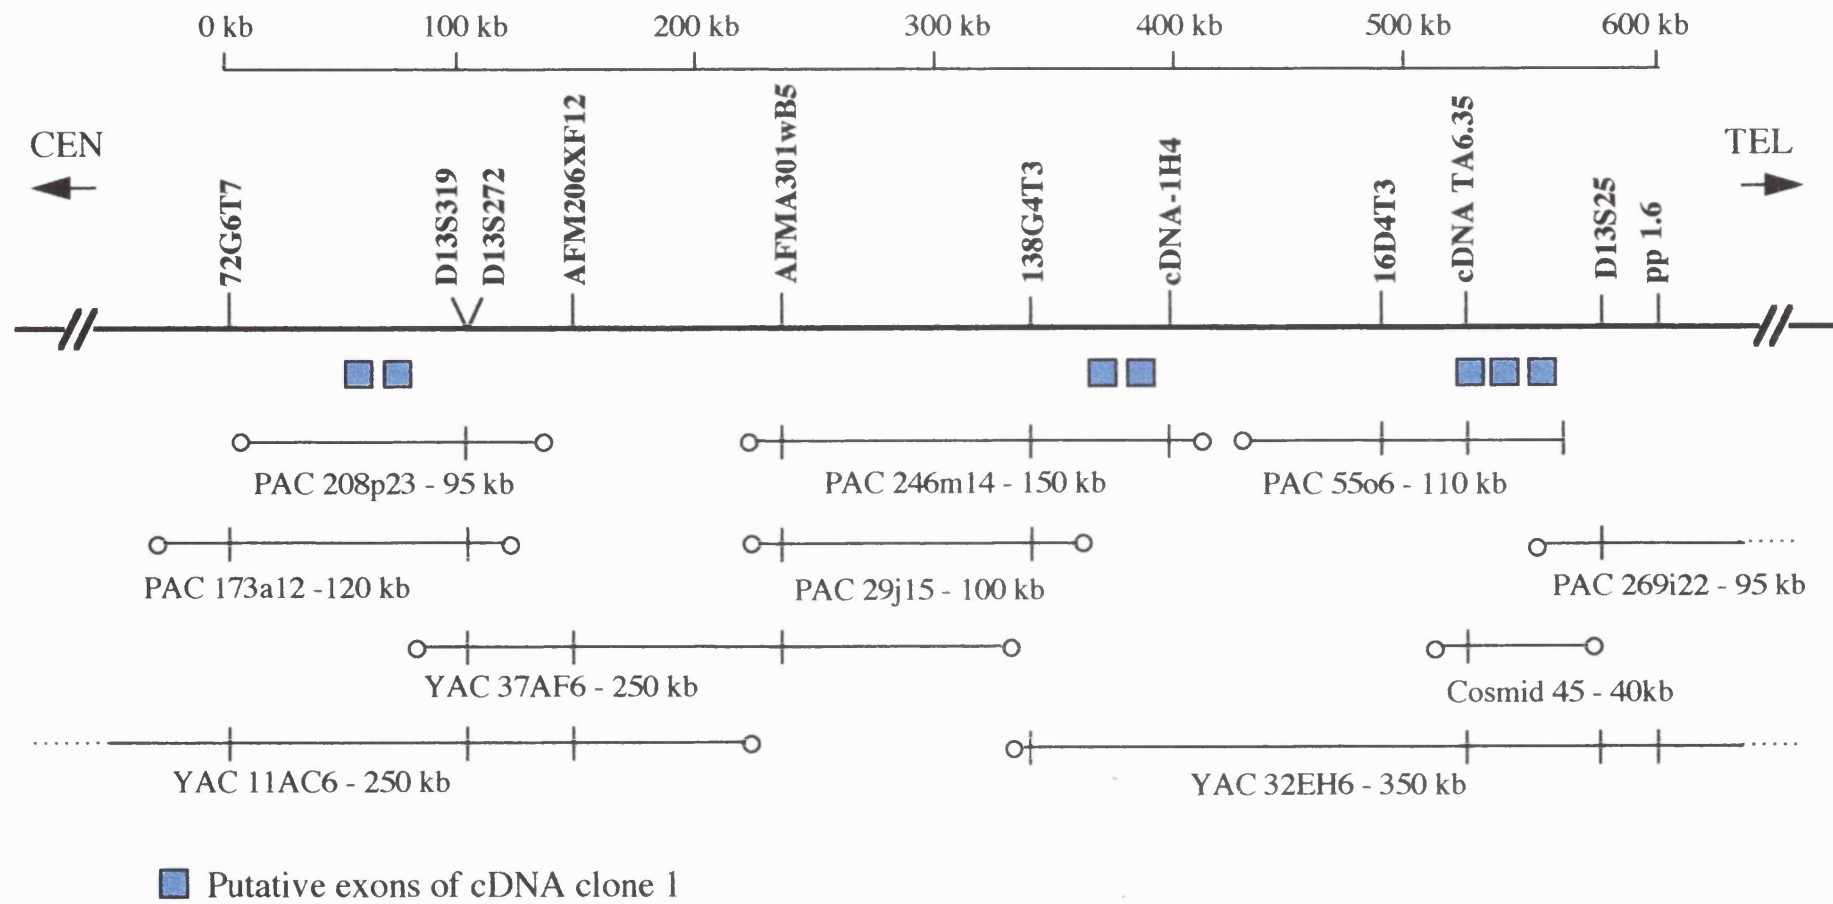 0 kb 100 kb 200 kb 300 kb 400 kb 500 kb 600 kb
CEN
TEL
72G6T7
D13S319
D13S272
AFM206XF12
AFMA301wB5
138G4T3
cDNA-1H4
16D4T3
cDNA TA6.35
D13S25
pp 1.6
PAC 208p23 - 95 kb
PAC 246m14 - 150 kb
PAC 55o6 - 110 kb
PAC 173a12 -120 kb
PAC 29j15 - 100 kb
PAC 269i22 - 95 kb
YAC 37AF6 - 250 kb
Cosmid 45 - 40kb
YAC 11AC6 - 250 kb
YAC 32EH6 - 350 kb
Putative exons of cDNA clone 1